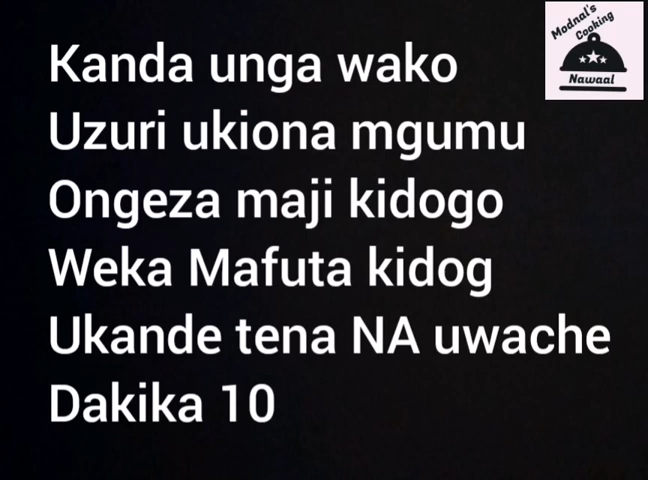 Modnal's
Cooking
Nawaal
Kanda unga wako
Uzuri ukiona mgumu
Ongeza maji kidogo
Weka Mafuta kidog
Ukande tena NA uwache
Dakika 10